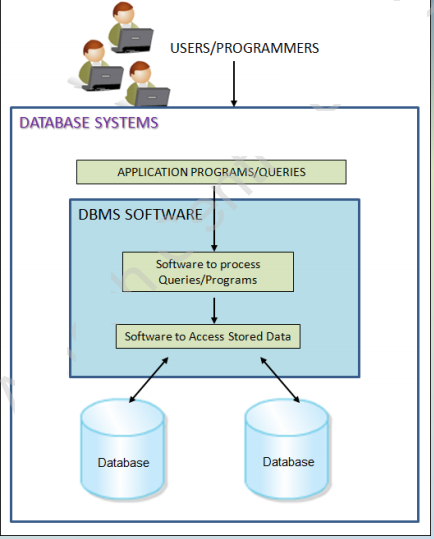 USERS/PROGRAMMERS
DATABASE SYSTEMS
APPLICATION PROGRAMS/QUERIES
DBMS SOFTWARE
Software to process
Queries/Programs
Software to Access Stored Data
Database
Database